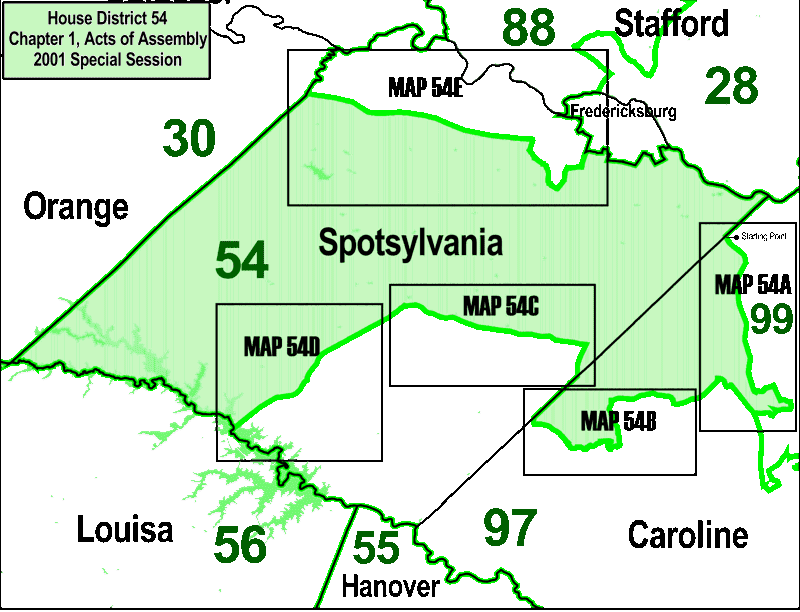 House District 54
Chapter 1, Acts of Assembly
2001 Special Session
88
Stafford
28
MAP 54E
Fredericksburg
30
Orange
54
Spotsylvania
Starting Point
MAP 54A
99
MAP 54C
MAP 54D
MAP 54B
Louisa
56
55
97
Caroline
Hanover